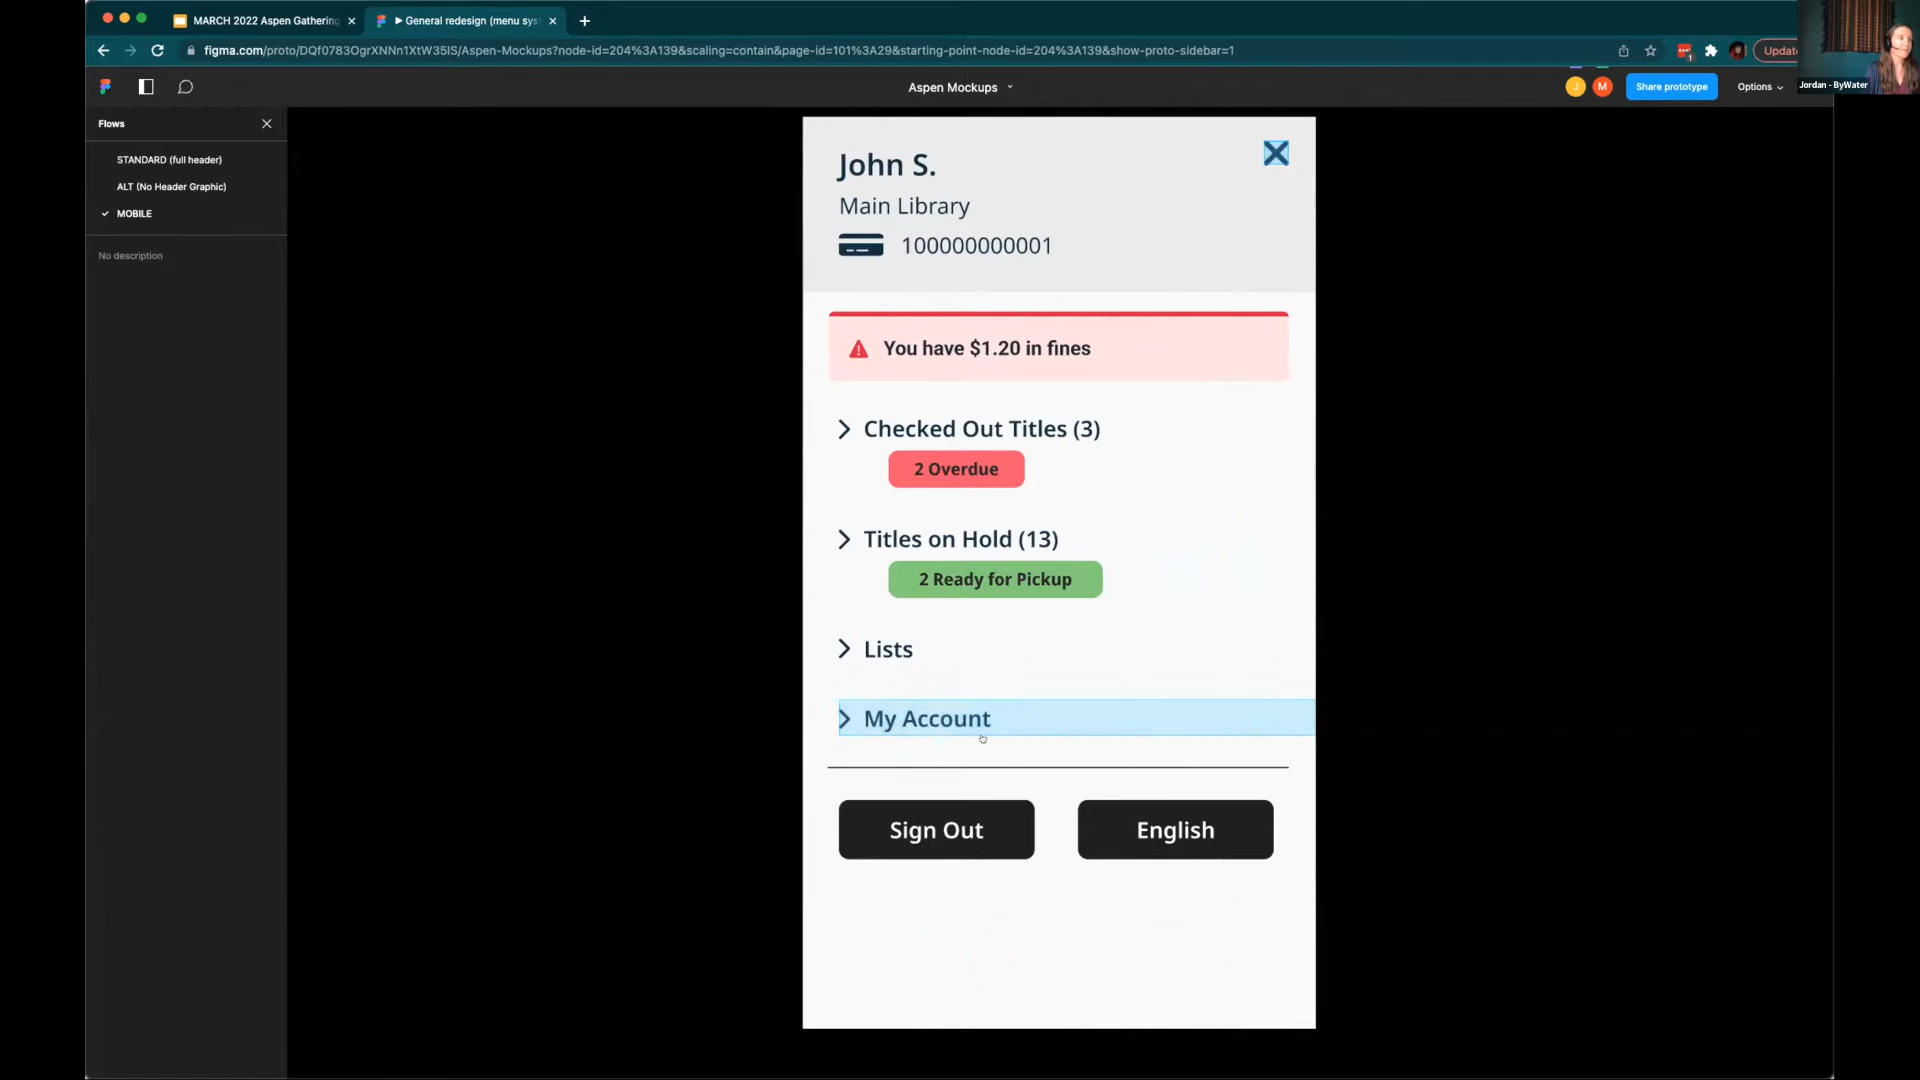 MARCH 2022 Aspen Gathering
General redesign (menu sys
figma.com/proto/DQf0783OgrXNNn1XtW35IS/Aspen-Mockups?node-id=204%3A139&scaling=contain&page-id=101%3A29&starting-point-node-id=204%3A139&show-proto-sidebar=1
1
Update
Aspen Mockups
J
M
Share prototype
Options
Jordan - ByWater
Flows
STANDARD (full header)
ALT (No Header Graphic)
MOBILE
No description
John S.
Main Library
100000000001
You have $1.20 in fines
Checked Out Titles (3)
2 Overdue
Titles on Hold (13)
2 Ready for Pickup
Lists
My Account
Sign Out
English